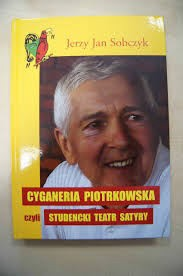 Jerzy Jan Sobczyk
CYGANERIA PIOTRKOWSKA
czyli STUDENCKI TEATR SATYRY